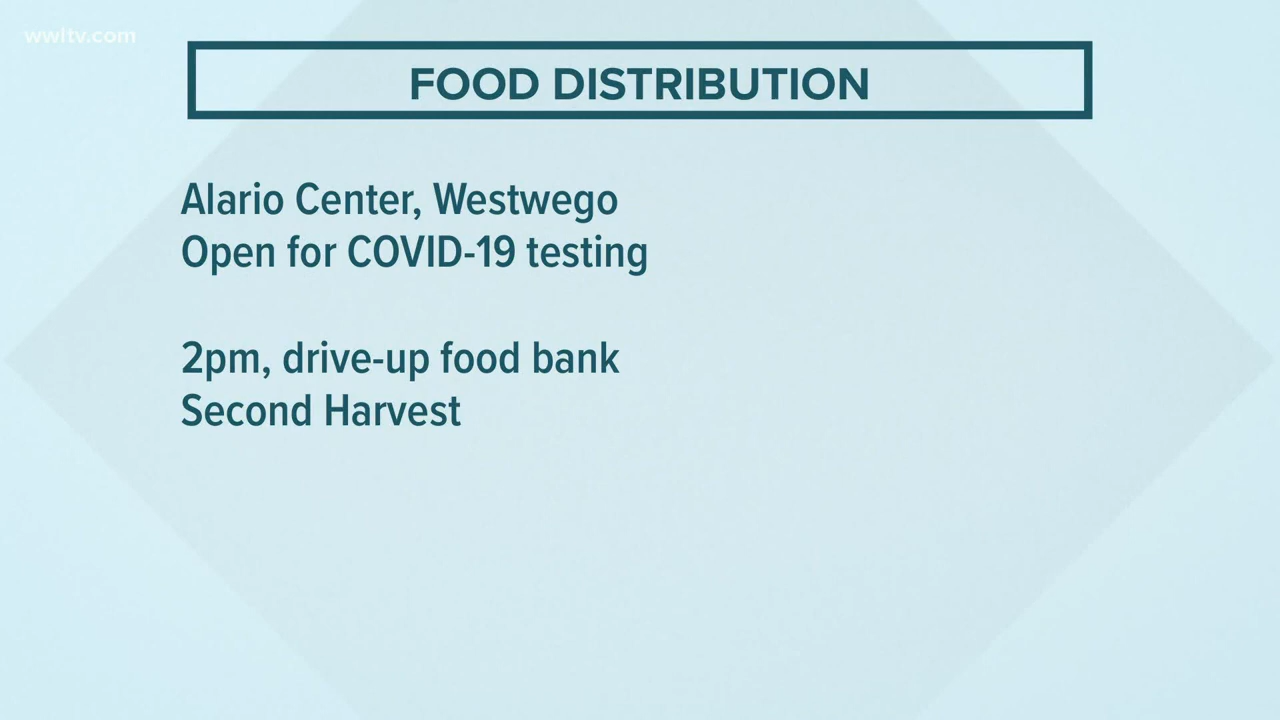 wwltv.com
FOOD DISTRIBUTION
Alario Center, Westwego
Open for COVID-19 testing
2pm, drive-up food bank
Second Harvest